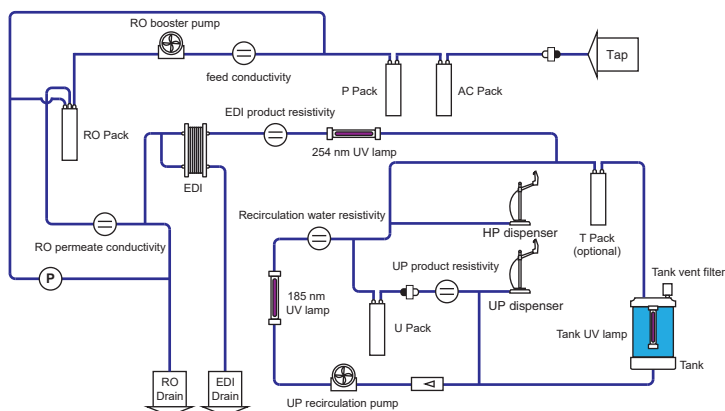 RO booster pump
feed conductivity
P Pack
AC Pack
Tap
RO Pack
EDI product resistivity
254 nm UV lamp
EDI
RO permeate conductivity
Recirculation water resistivity
HP dispenser
T Pack
(optional)
P
185 nm
UV lamp
UP product resistivity
UP dispenser
U Pack
Tank vent filter
Tank UV lamp
Tank
RO
Drain
EDI
Drain
UP recirculation pump